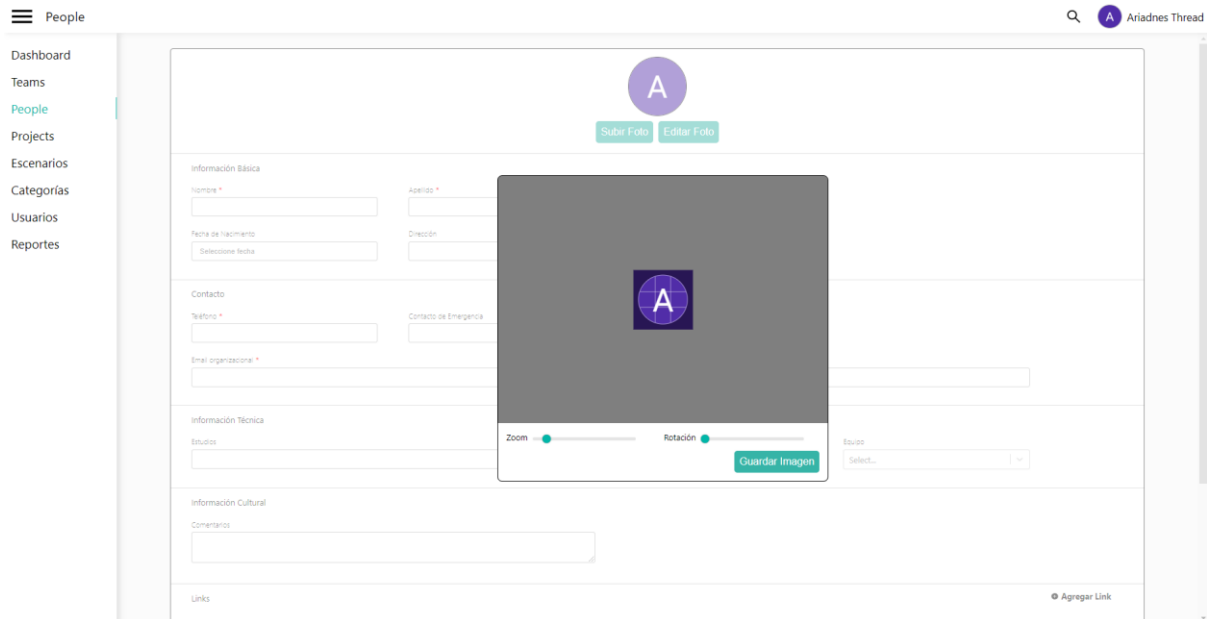 People
A Ariadnes Thread
Dashboard
Teams
People
Projects
Escenarios
Categorías
Usuarios
Reportes
A
Subir Foto Editar Foto
Información Básica
Nombre * Apellido *
Fecha de Nacimiento Dirección
Seleccione fecha
A
Contacto
Teléfono * Contacto de Emergencia
Email organizacional *
Información Técnica
Zoom Rotación
Estudios Equipo
Guardar Imagen
Select...
Información Cultural
Comentarios
Links Agregar Link